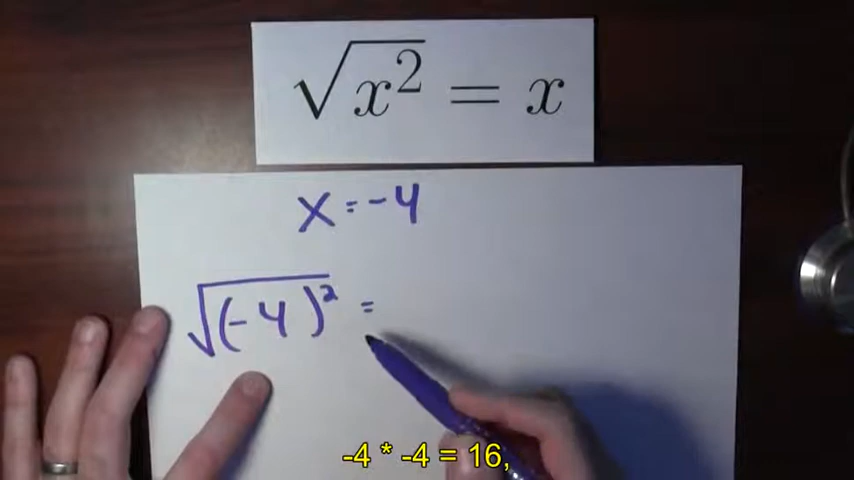 √x² = x
x = -4
√(-4)² =
-4 * -4 = 16,